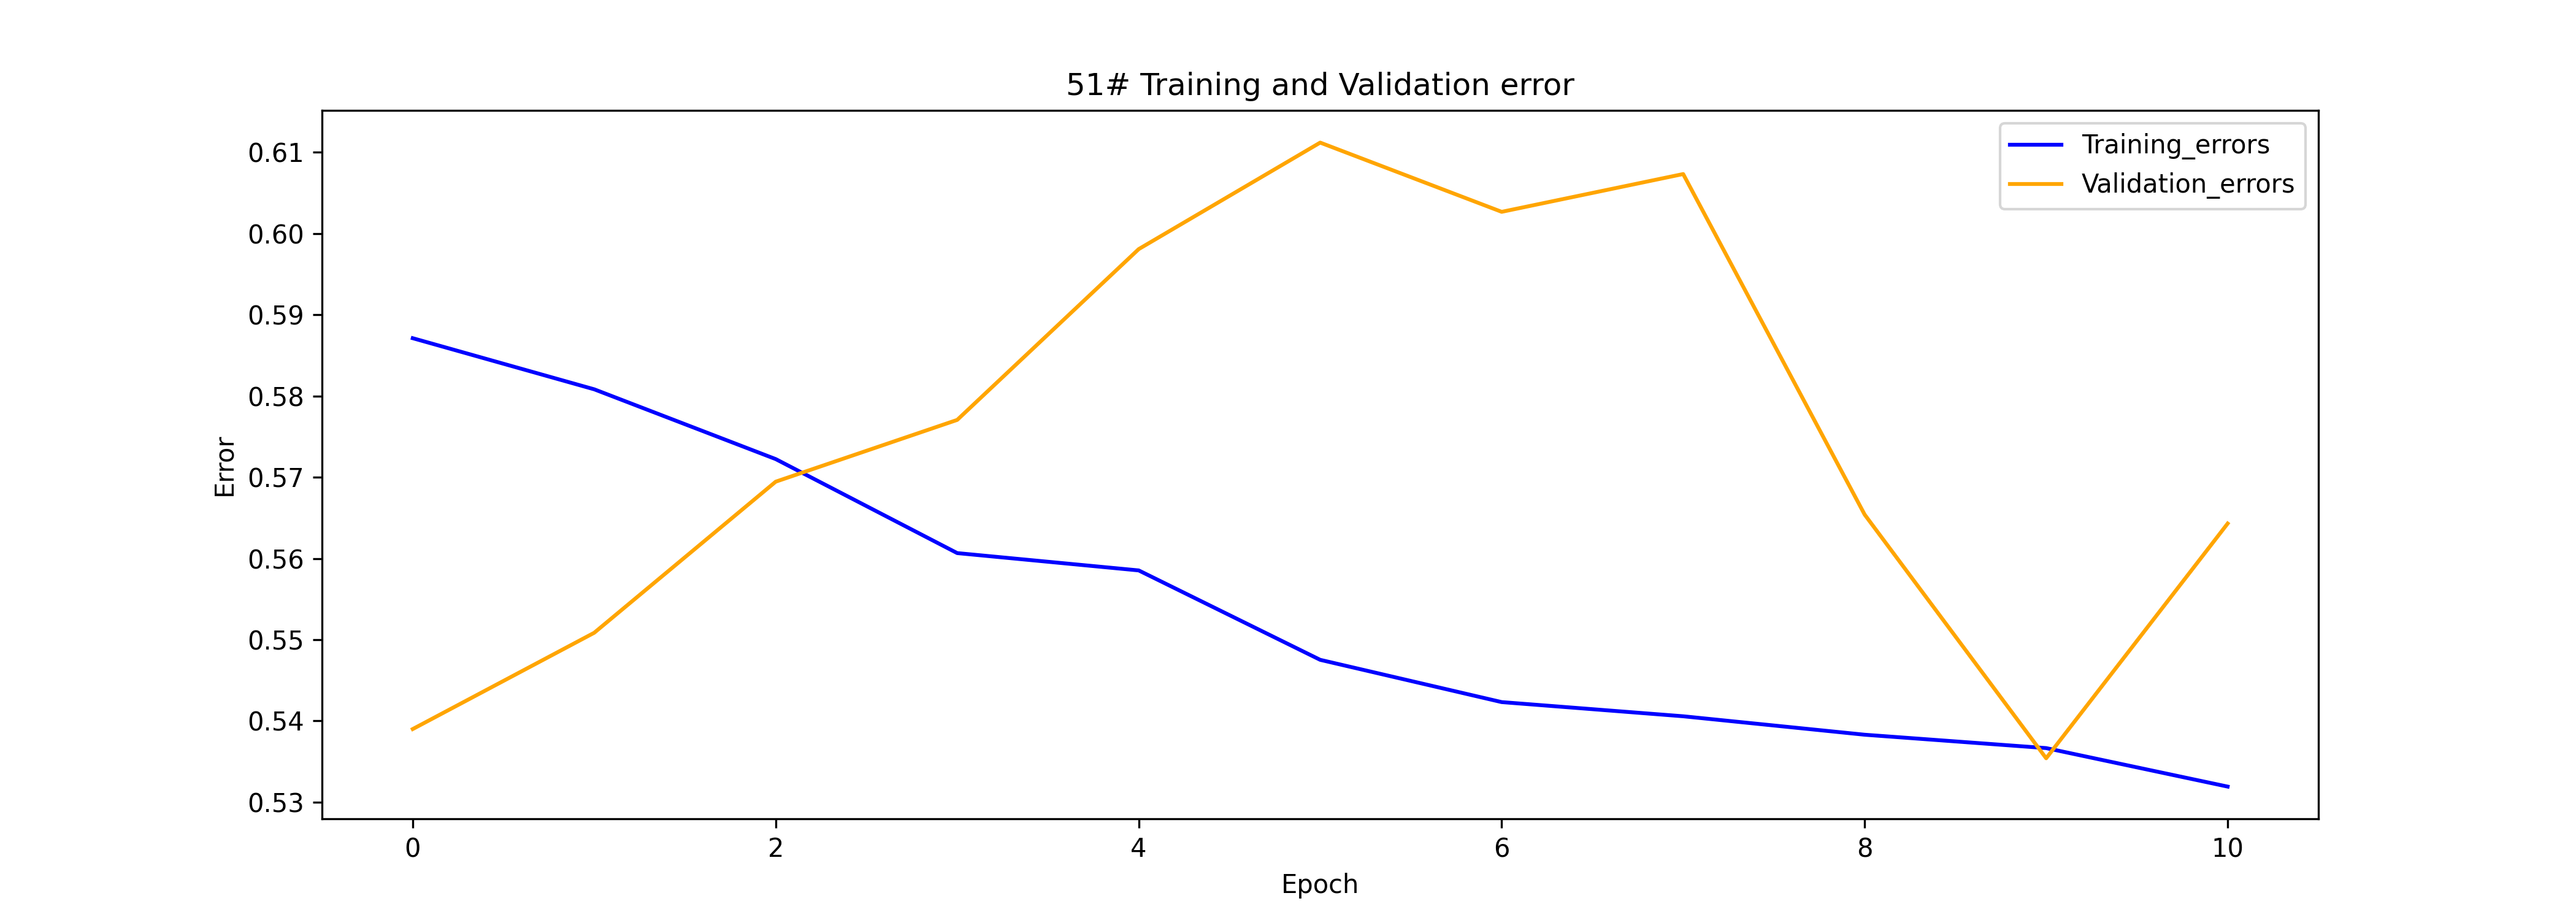 51# Training and Validation error
Training_errors
Validation_errors
0.61
0.60
0.59
0.58
0.57
0.56
0.55
0.54
0.53
Error
0 2 4 6 8 10
Epoch